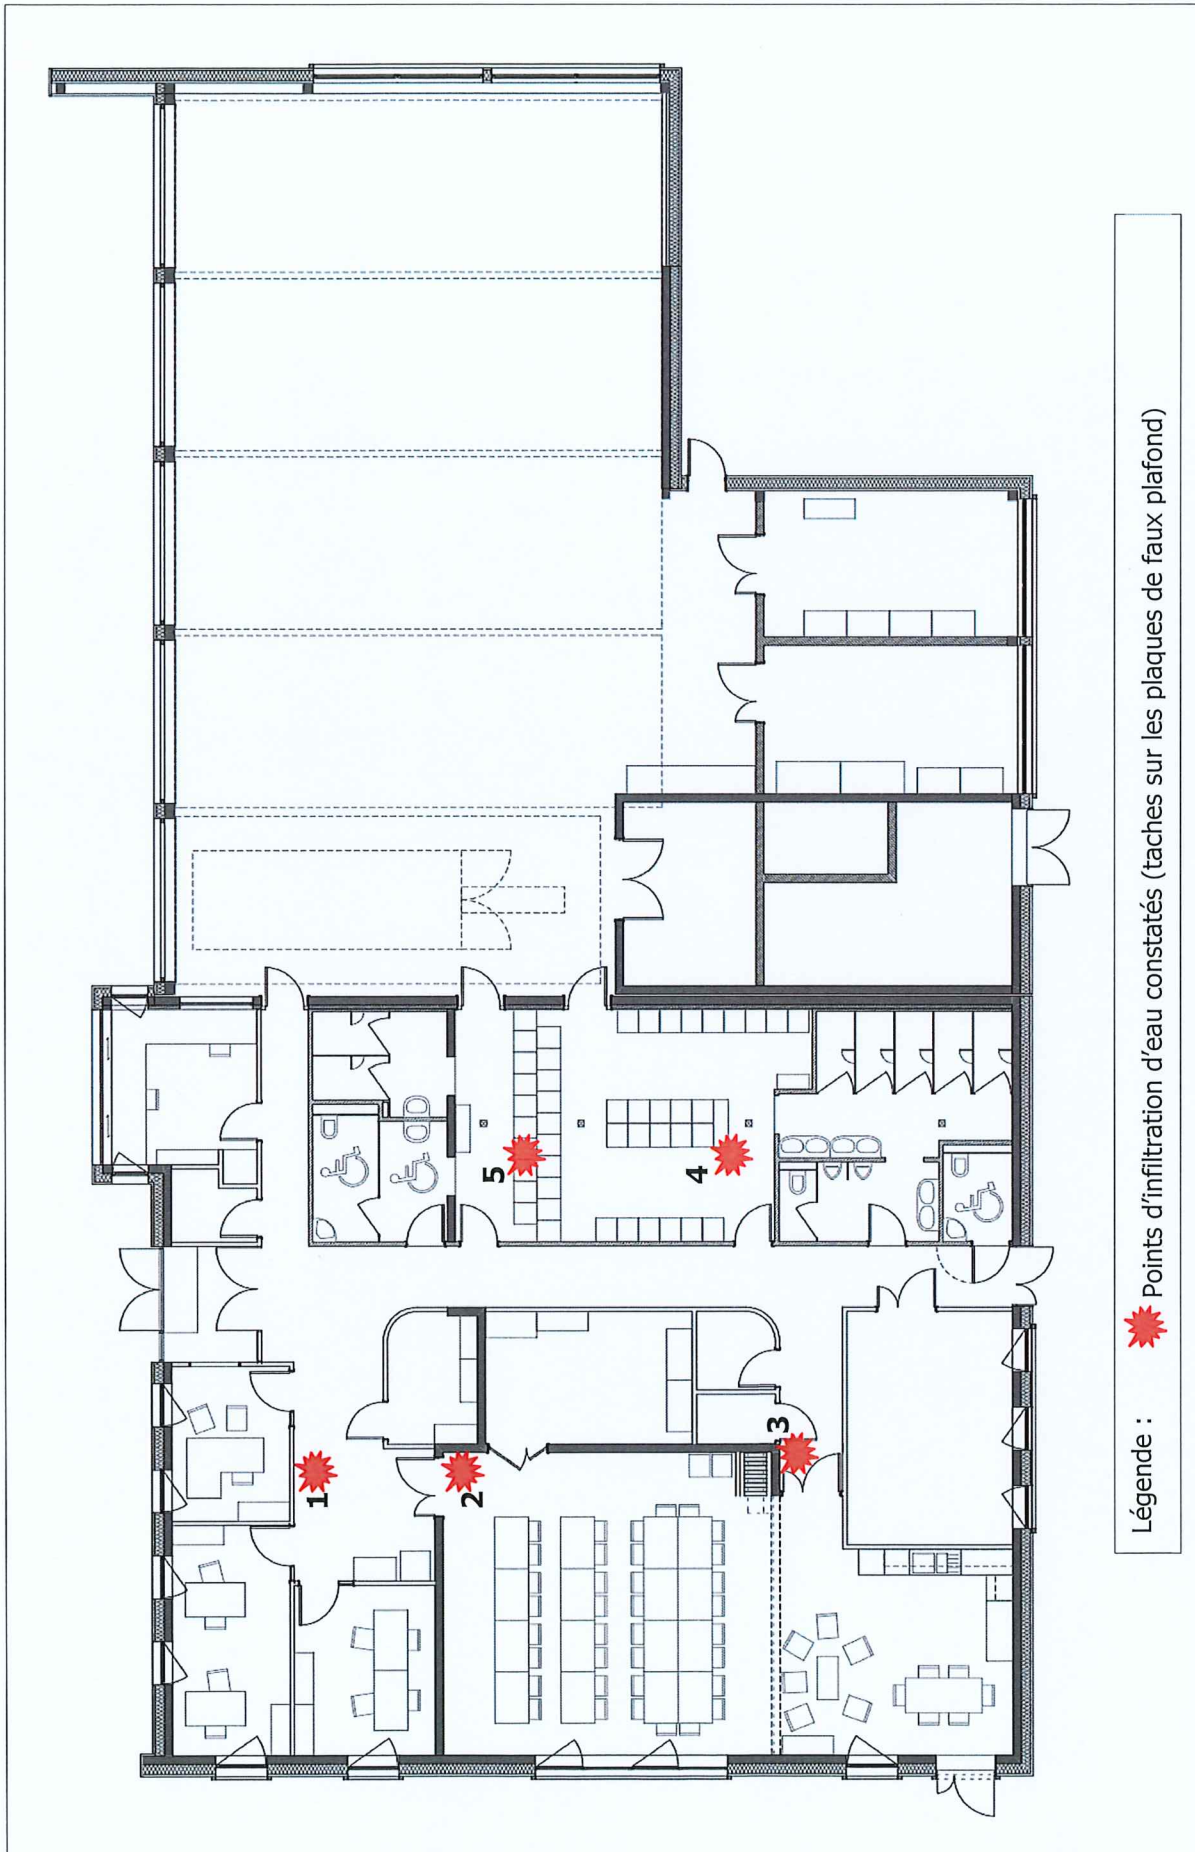 1
2
3
4
5
Légende :
Points d'infiltration d'eau constatés (taches sur les plaques de faux plafond)